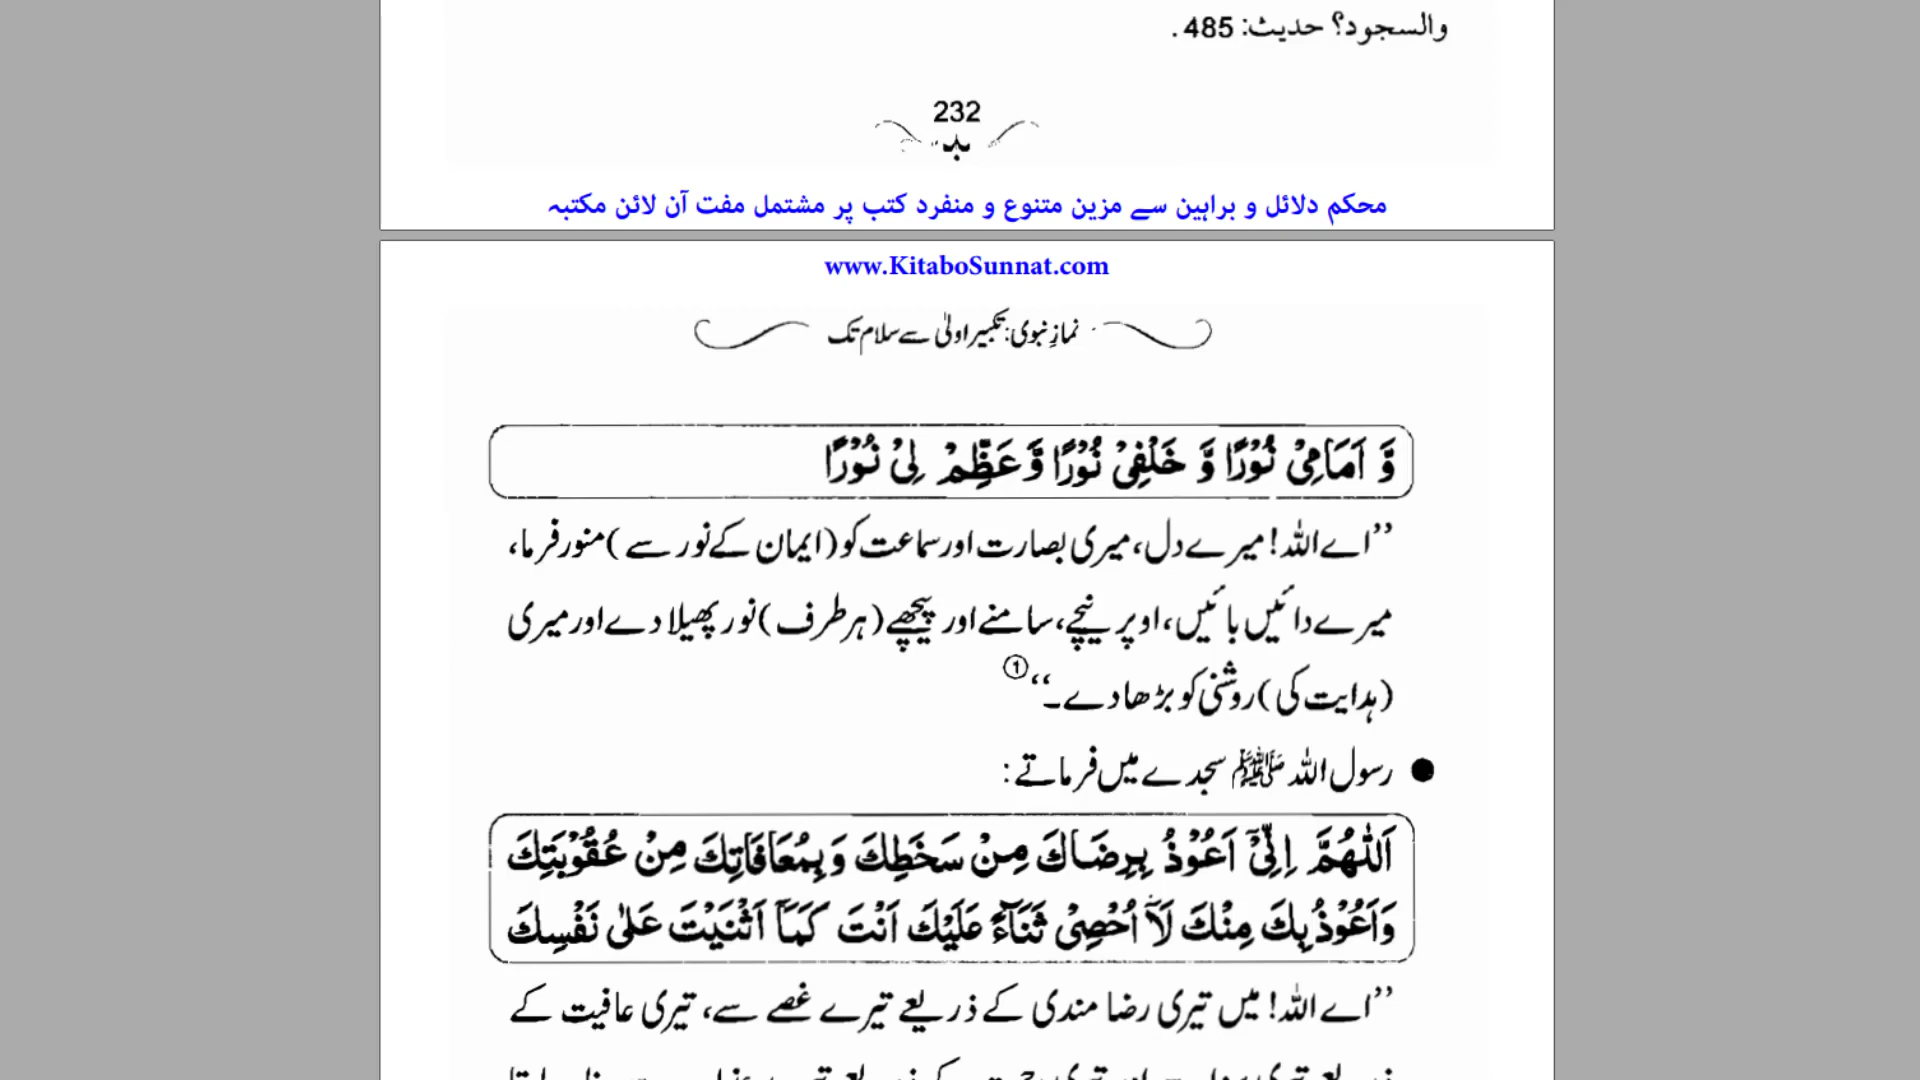 والسجود؟ حدیث: 485.
232
محکم دلائل و براہین سے مزین متنوع و منفرد کتب پر مشتمل مفت آن لائن مکتبہ
www.KitaboSunnat.com
نمازِ نبوی: تکبیر اولیٰ سے سلام تک
وَّ اَمَامِیْ نُوْرًا وَّ خَلْفِیْ نُوْرًا وَّ عَظِّمْ لِیْ نُوْرًا
’’اے اللہ! میرے دل، میری بصارت اور سماعت کو (ایمان کے نور سے) منور فرما،
میرے دائیں بائیں، اوپر نیچے، سامنے اور پیچھے (ہر طرف) نور پھیلا دے اور میری
(ہدایت کی) روشنی کو بڑھا دے۔‘‘ ①
● رسول اللہ ﷺ سجدے میں فرماتے:
اَللّٰهُمَّ اِنِّیْٓ اَعُوْذُ بِرِضَاكَ مِنْ سَخَطِكَ وَبِمُعَافَاتِكَ مِنْ عُقُوْبَتِكَ
وَاَعُوْذُ بِكَ مِنْكَ لَآ اُحْصِیْ ثَنَآءً عَلَیْكَ اَنْتَ كَمَآ اَثْنَیْتَ عَلٰی نَفْسِكَ
’’اے اللہ! میں تیری رضا مندی کے ذریعے تیرے غصے سے، تیری عافیت کے